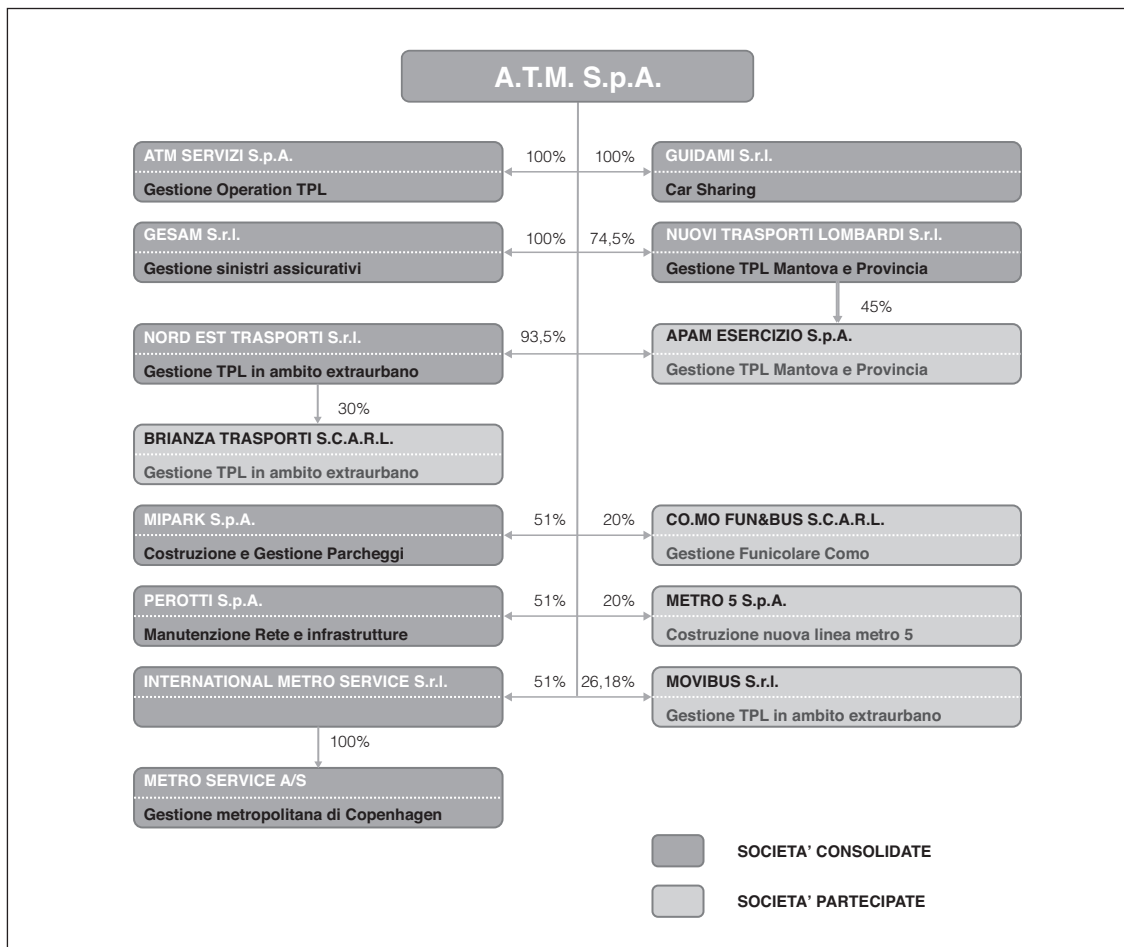 A.T.M. S.p.A.
ATM SERVIZI S.p.A.
Gestione Operation TPL
100%
100%
GUIDAMI S.r.l.
Car Sharing
GESAM S.r.l.
Gestione sinistri assicurativi
100%
74,5%
NUOVI TRASPORTI LOMBARDI S.r.l.
Gestione TPL Mantova e Provincia
45%
NORD EST TRASPORTI S.r.l.
Gestione TPL in ambito extraurbano
93,5%
APAM ESERCIZIO S.p.A.
Gestione TPL Mantova e Provincia
30%
BRIANZA TRASPORTI S.C.A.R.L.
Gestione TPL in ambito extraurbano
MIPARK S.p.A.
Costruzione e Gestione Parcheggi
51%
20%
CO.MO FUN&BUS S.C.A.R.L.
Gestione Funicolare Como
PEROTTI S.p.A.
Manutenzione Rete e infrastrutture
51%
20%
METRO 5 S.p.A.
Costruzione nuova linea metro 5
INTERNATIONAL METRO SERVICE S.r.l.
51%
26,18%
MOVIBUS S.r.l.
Gestione TPL in ambito extraurbano
100%
METRO SERVICE A/S
Gestione metropolitana di Copenhagen
SOCIETA' CONSOLIDATE
SOCIETA' PARTECIPATE